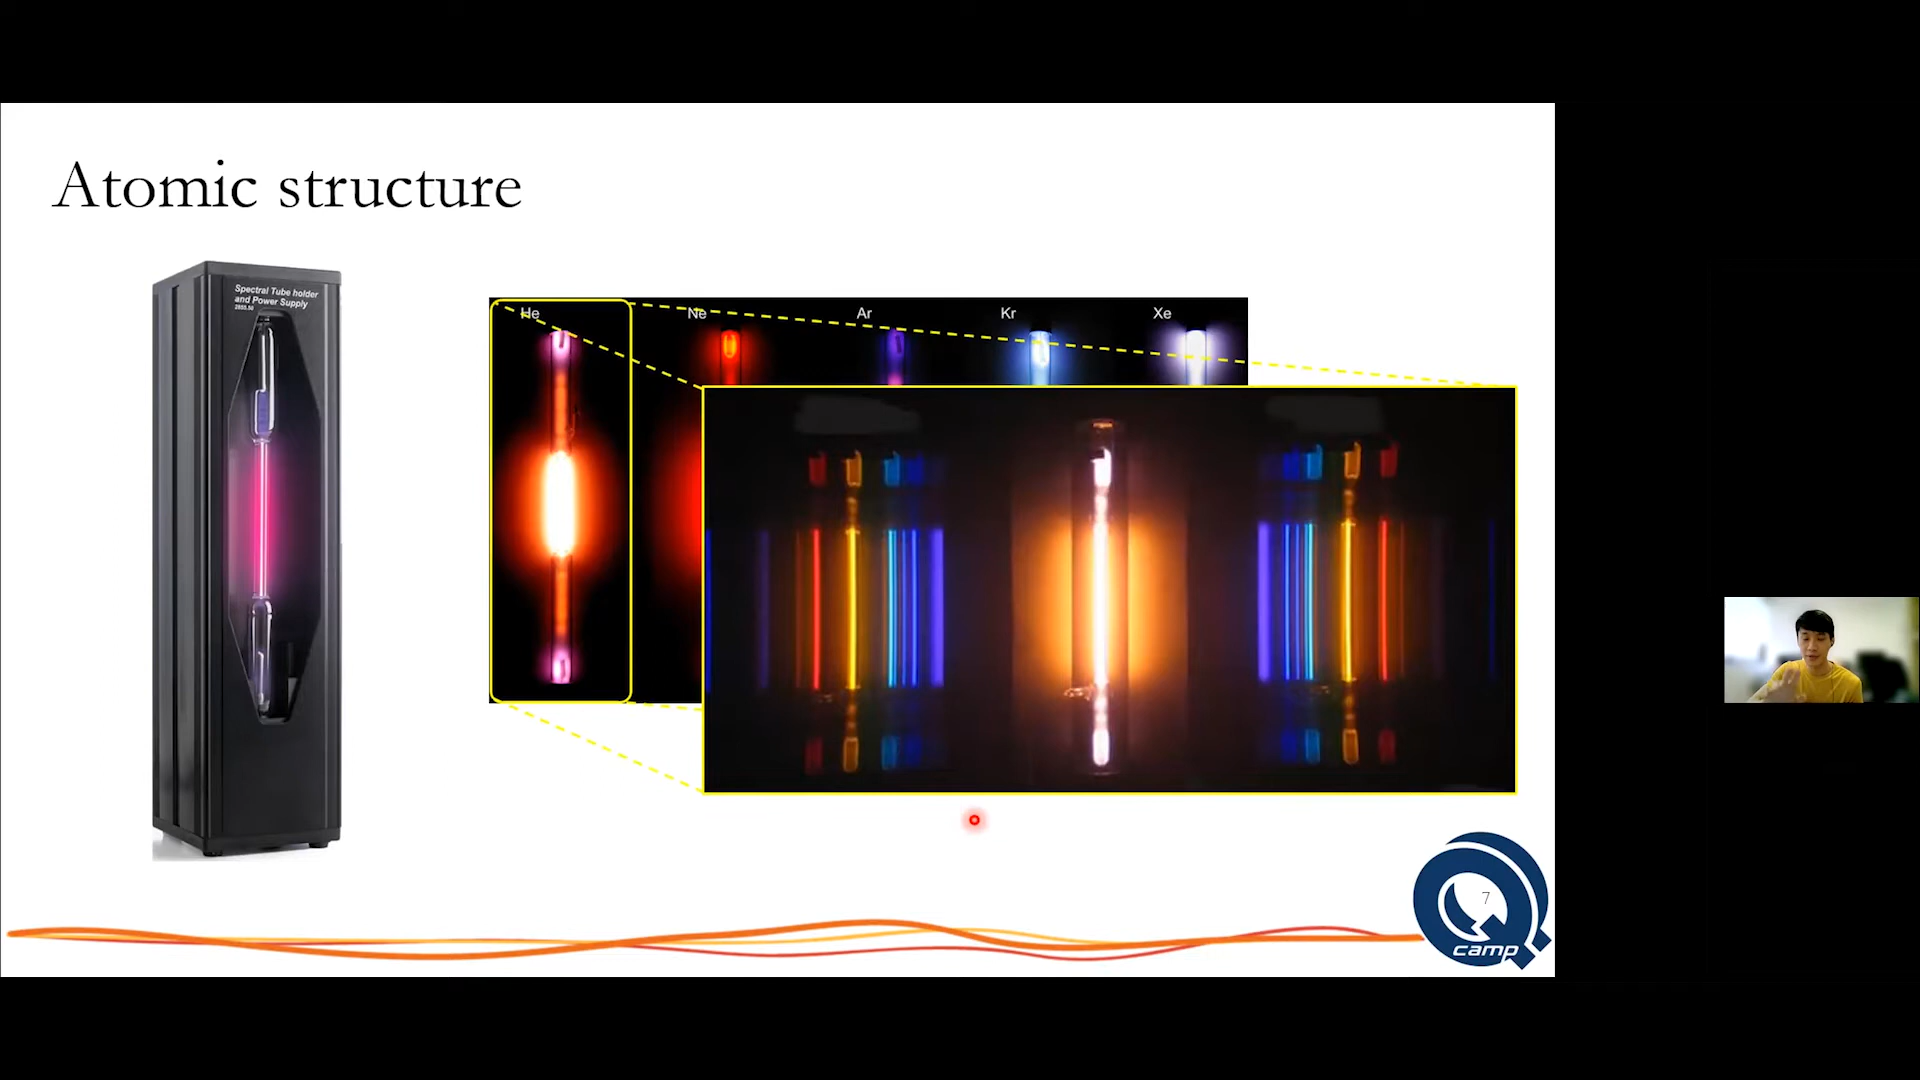 Atomic structure
Spectral Tube holder
and Power Supply
2855.50
He
Ne
Ar
Kr
Xe
7
camp